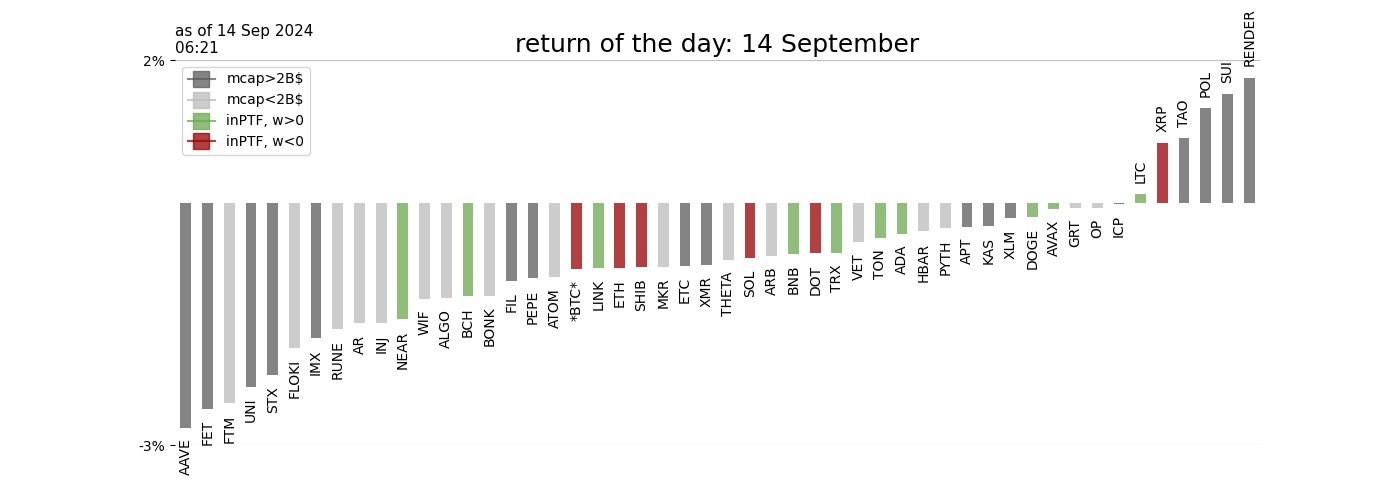 as of 14 Sep 2024
06:21
return of the day: 14 September
2%
-3%
mcap>2B$
mcap<2B$
inPTF, w>0
inPTF, w<0
AAVE
FET
FTM
UNI
STX
FLOKI
IMX
RUNE
AR
INJ
NEAR
WIF
ALGO
BCH
BONK
FIL
PEPE
ATOM
*BTC*
LINK
ETH
SHIB
MKR
ETC
XMR
THETA
SOL
ARB
BNB
DOT
TRX
VET
TON
ADA
HBAR
PYTH
APT
KAS
XLM
DOGE
AVAX
GRT
OP
ICP
LTC
XRP
TAO
POL
SUI
RENDER